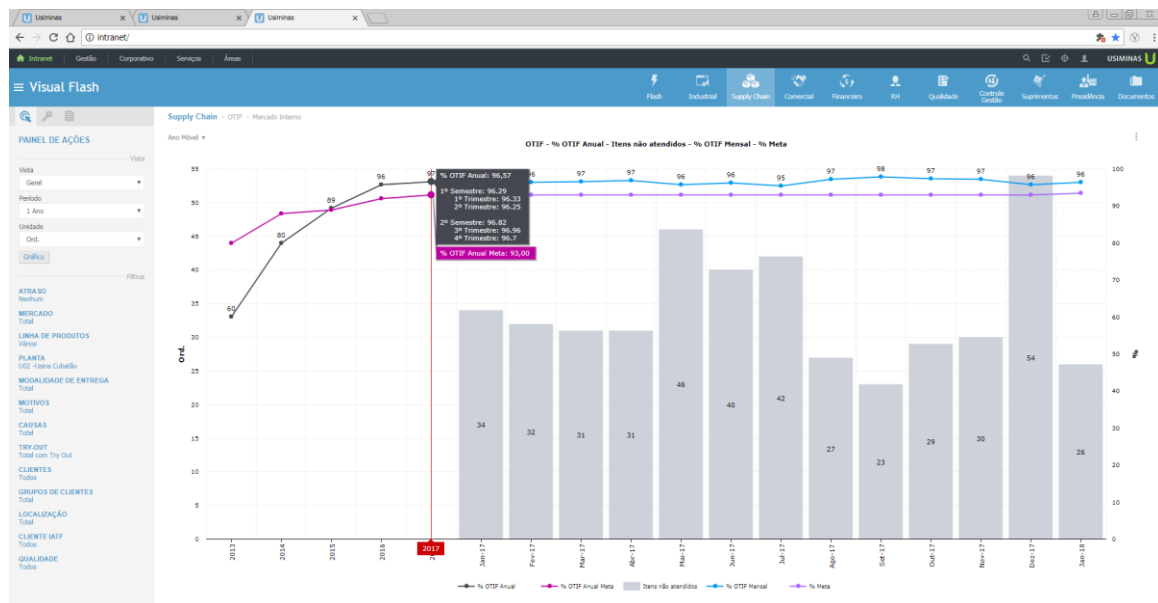 Usiminas
Usiminas
Usiminas
intranet/
Intranet Gestão Corporativo Serviços Áreas USIMINAS
Visual Flash
Flash Industrial Supply Chain Comercial Financeiro RH Qualidade Controle Gestão Suprimentos Presidência Documentos
Supply Chain - OTIF - Mercado Interno
PAINEL DE AÇÕES
Vista
Vista
Geral
Período
1 Ano
Unidade
Ord.
Gráfico
Filtros
ATRASO
Nenhum
MERCADO
Total
LINHA DE PRODUTOS
Vários
PLANTA
U02 -Usina Cubatão
MODALIDADE DE ENTREGA
Total
MOTIVOS
Total
CAUSAS
Total
TRY-OUT
Total com Try Out
CLIENTES
Todos
GRUPOS DE CLIENTES
Total
LOCALIZAÇÃO
Total
CLIENTE IATF
Todos
QUALIDADE
Todos
Ano Móvel
OTIF - % OTIF Anual - Itens não atendidos - % OTIF Mensal - % Meta
55
50
45
40
35
30
25
20
15
10
5
0
Ord.
60 80 89 96 97
% OTIF Anual: 96,57
1º Semestre: 96.29
1º Trimestre: 96.33
2º Trimestre: 96.25
2º Semestre: 96.82
3º Trimestre: 96.96
4º Trimestre: 96.7
% OTIF Anual Meta: 93,00
97 97 96 96 95 97 98 97 97 96 96
34 32 31 31 46 40 42 27 23 29 30 54 26
100
90
80
70
60
50
40
30
20
10
0
%
2013 2014 2015 2016 2017 Jan-17 Fev-17 Mar-17 Abr-17 Mai-17 Jun-17 Jul-17 Ago-17 Set-17 Out-17 Nov-17 Dez-17 Jan-18
% OTIF Anual % OTIF Anual Meta Itens não atendidos % OTIF Mensal % Meta